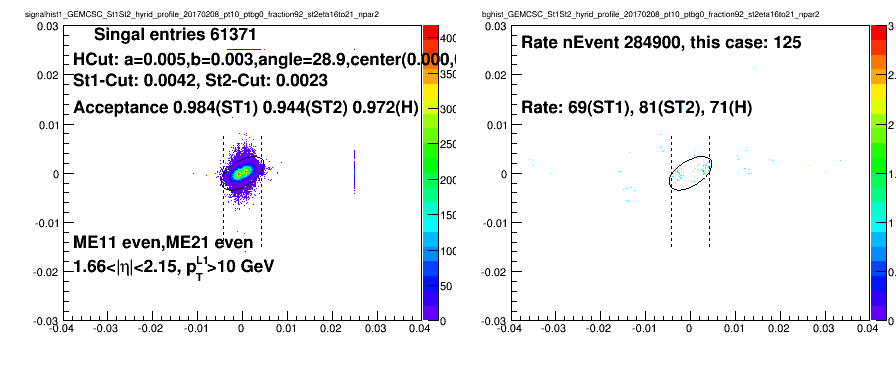 signalhist1_GEMCSC_St1St2_hyrid_profile_20170208_pt10_ptbg0_fraction92_st2eta16to21_npar2
Singal entries 61371
HCut: a=0.005,b=0.003,angle=28.9,center(0.000,
St1-Cut: 0.0042, St2-Cut: 0.0023
Acceptance 0.984(ST1) 0.944(ST2) 0.972(H)
ME11 even,ME21 even
1.66<|η|<2.15, p_T^L1>10 GeV
0.03
0.02
0.01
0
-0.01
-0.02
-0.03
-0.04 -0.03 -0.02 -0.01 0 0.01 0.02 0.03 0.04
400
350
300
250
200
150
100
50
0
bghist_GEMCSC_St1St2_hyrid_profile_20170208_pt10_ptbg0_fraction92_st2eta16to21_npar2
Rate nEvent 284900, this case: 125
Rate: 69(ST1), 81(ST2), 71(H)
0.03
0.02
0.01
0
-0.01
-0.02
-0.03
-0.04 -0.03 -0.02 -0.01 0 0.01 0.02 0.03 0.04